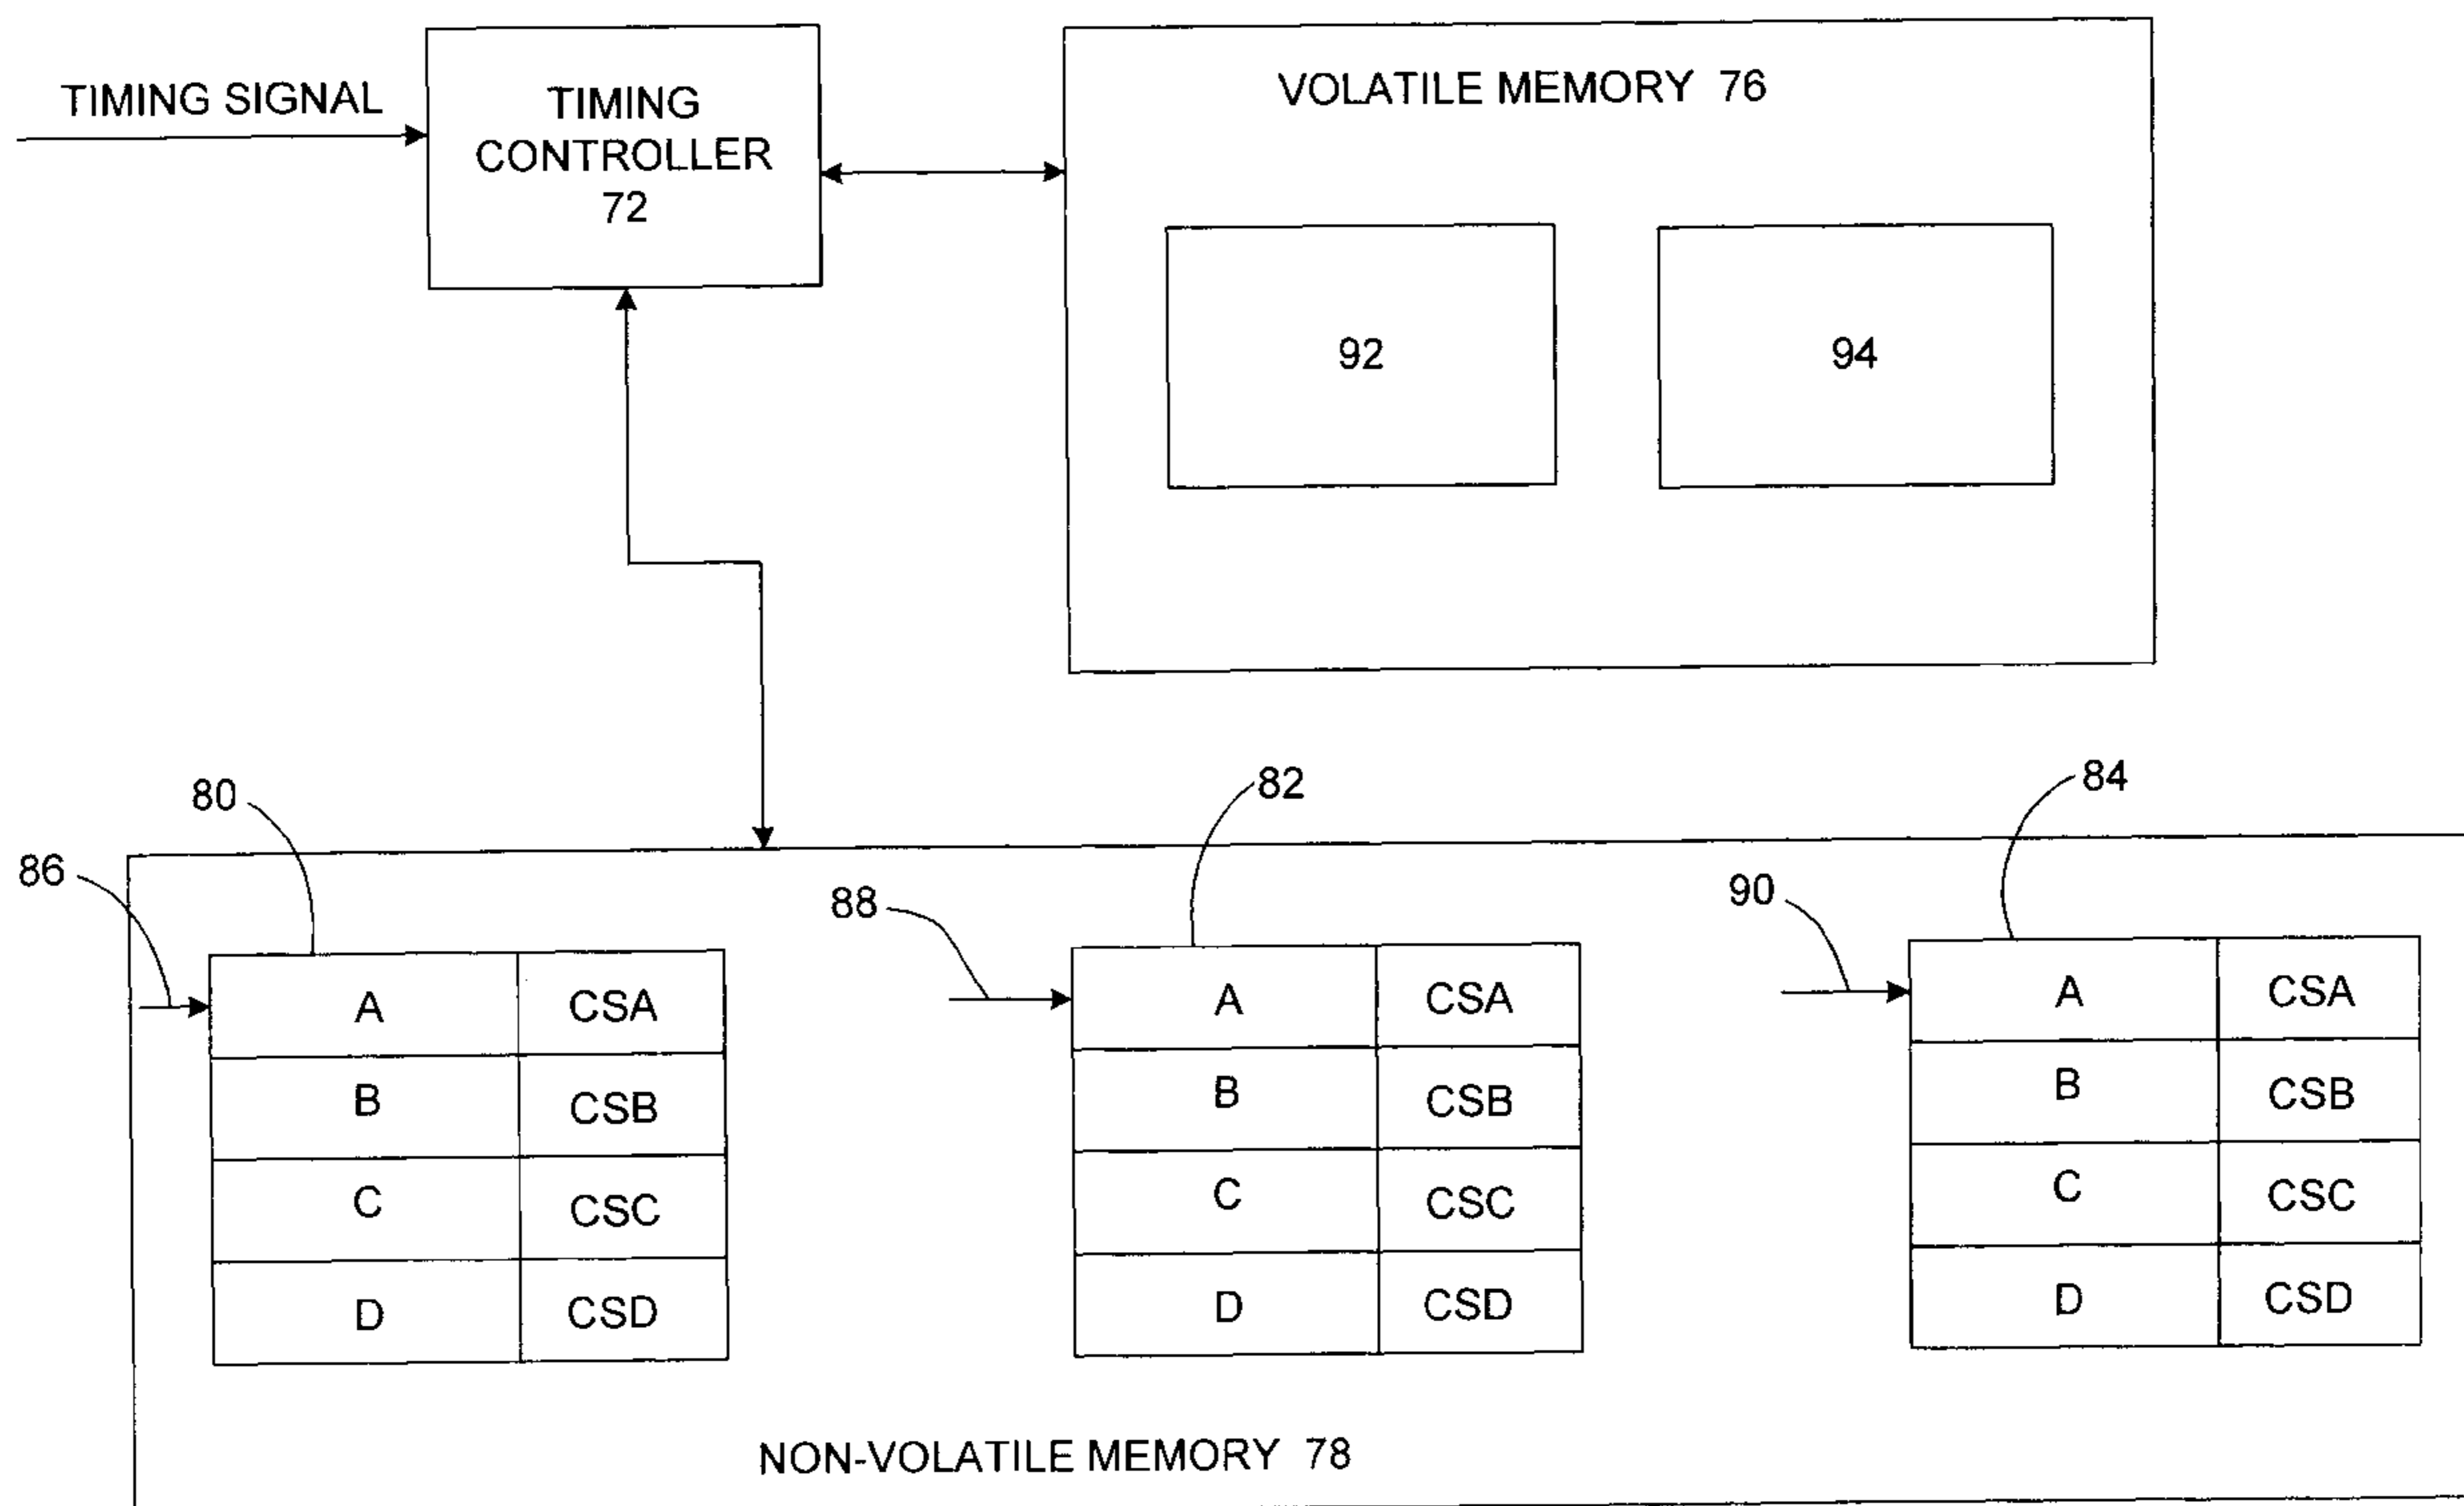 TIMING SIGNAL
TIMING
CONTROLLER
72
VOLATILE MEMORY 76
92
94
80
82
84
86
88
90
A CSA
B CSB
C CSC
D CSD
A CSA
B CSB
C CSC
D CSD
A CSA
B CSB
C CSC
D CSD
NON-VOLATILE MEMORY 78